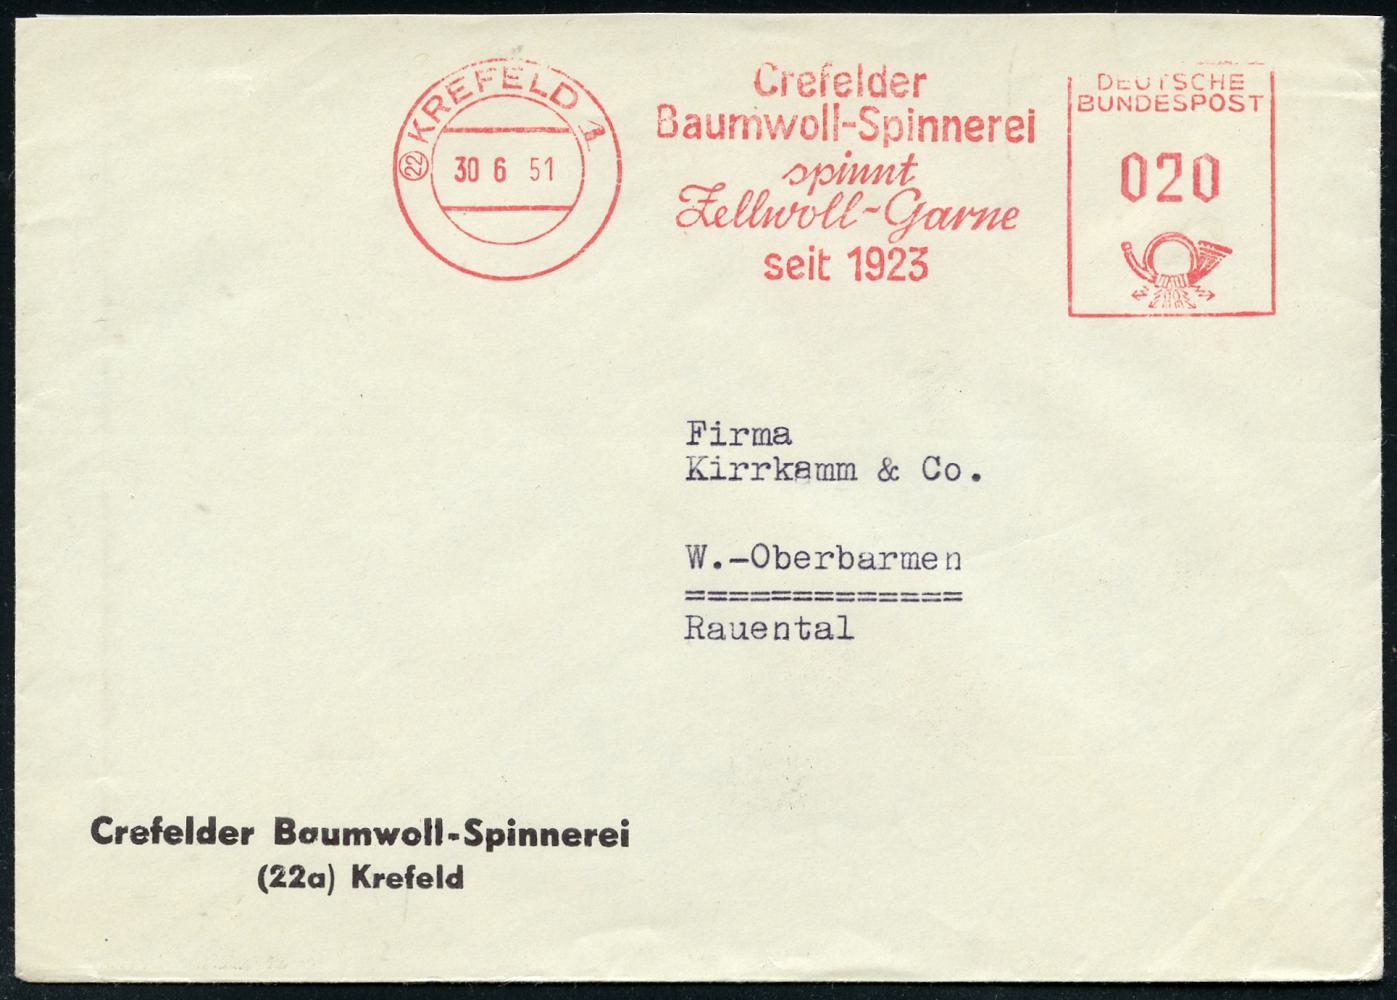 KREFELD 1
22
30 6 51
Crefelder
Baumwoll-Spinnerei
spinnt
Zellwoll-Garne
seit 1923
DEUTSCHE
BUNDESPOST
020
Firma
Kirrkamm & Co.
W.-Oberbarmen
=============
Rauental
Crefelder Baumwoll-Spinnerei
(22a) Krefeld